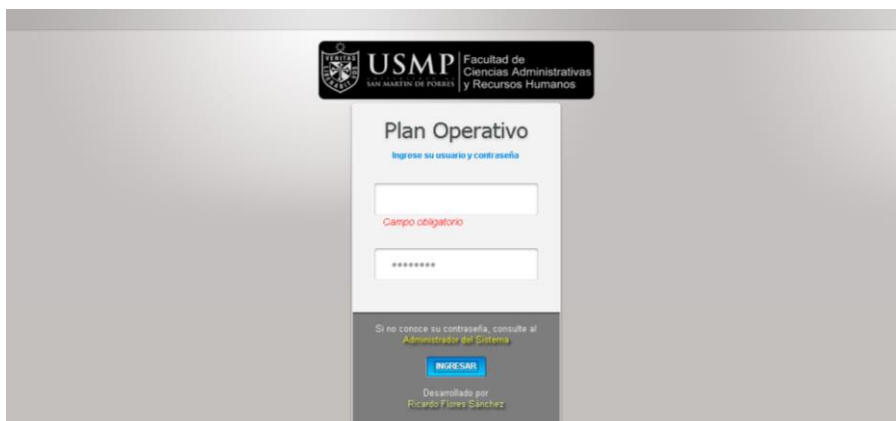 VERITAS
USMP
SAN MARTIN DE PORRES
Facultad de
Ciencias Administrativas
y Recursos Humanos
Plan Operativo
Ingrese su usuario y contraseña
Campo obligatorio
********
Si no conoce su contraseña, consulte al
Administrador del Sistema
INGRESAR
Desarrollado por
Ricardo Flores Sánchez